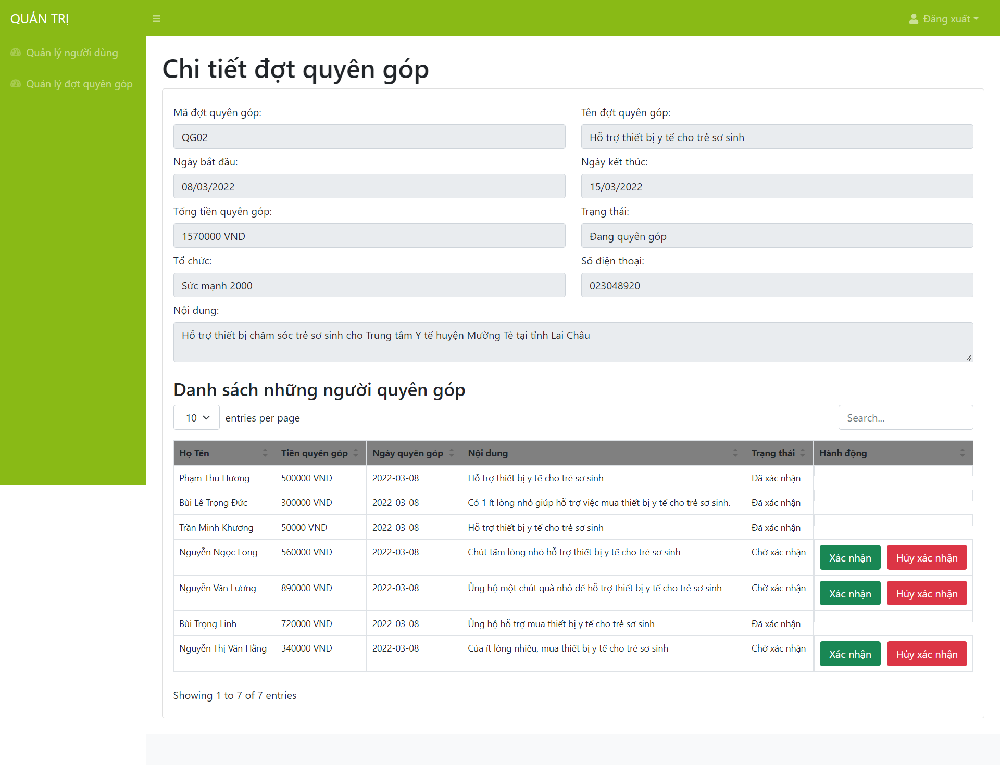 QUẢN TRỊ
Đăng xuất
Quản lý người dùng
Quản lý đợt quyên góp
Chi tiết đợt quyên góp
Mã đợt quyên góp: Tên đợt quyên góp:
QG02 Hỗ trợ thiết bị y tế cho trẻ sơ sinh
Ngày bắt đầu: Ngày kết thúc:
08/03/2022 15/03/2022
Tổng tiền quyên góp: Trạng thái:
1570000 VND Đang quyên góp
Tổ chức: Số điện thoại:
Sức mạnh 2000 023048920
Nội dung:
Hỗ trợ thiết bị chăm sóc trẻ sơ sinh cho Trung tâm Y tế huyện Mường Tè tại tỉnh Lai Châu
Danh sách những người quyên góp
10 entries per page Search...
Họ Tên Tiền quyên góp Ngày quyên góp Nội dung Trạng thái Hành động
Phạm Thu Hương 500000 VND 2022-03-08 Hỗ trợ thiết bị y tế cho trẻ sơ sinh Đã xác nhận
Bùi Lê Trọng Đức 300000 VND 2022-03-08 Có 1 ít lòng nhỏ giúp hỗ trợ việc mua thiết bị y tế cho trẻ sơ sinh. Đã xác nhận
Trần Minh Khương 50000 VND 2022-03-08 Hỗ trợ thiết bị y tế cho trẻ sơ sinh Đã xác nhận
Nguyễn Ngọc Long 560000 VND 2022-03-08 Chút tấm lòng nhỏ hỗ trợ thiết bị y tế cho trẻ sơ sinh Chờ xác nhận Xác nhận Hủy xác nhận
Nguyễn Văn Lương 890000 VND 2022-03-08 Ủng hộ một chút quà nhỏ để hỗ trợ thiết bị y tế cho trẻ sơ sinh Chờ xác nhận Xác nhận Hủy xác nhận
Bùi Trọng Linh 720000 VND 2022-03-08 Ủng hộ hỗ trợ mua thiết bị y tế cho trẻ sơ sinh Đã xác nhận
Nguyễn Thị Văn Hằng 340000 VND 2022-03-08 Của ít lòng nhiều, mua thiết bị y tế cho trẻ sơ sinh Chờ xác nhận Xác nhận Hủy xác nhận
Showing 1 to 7 of 7 entries